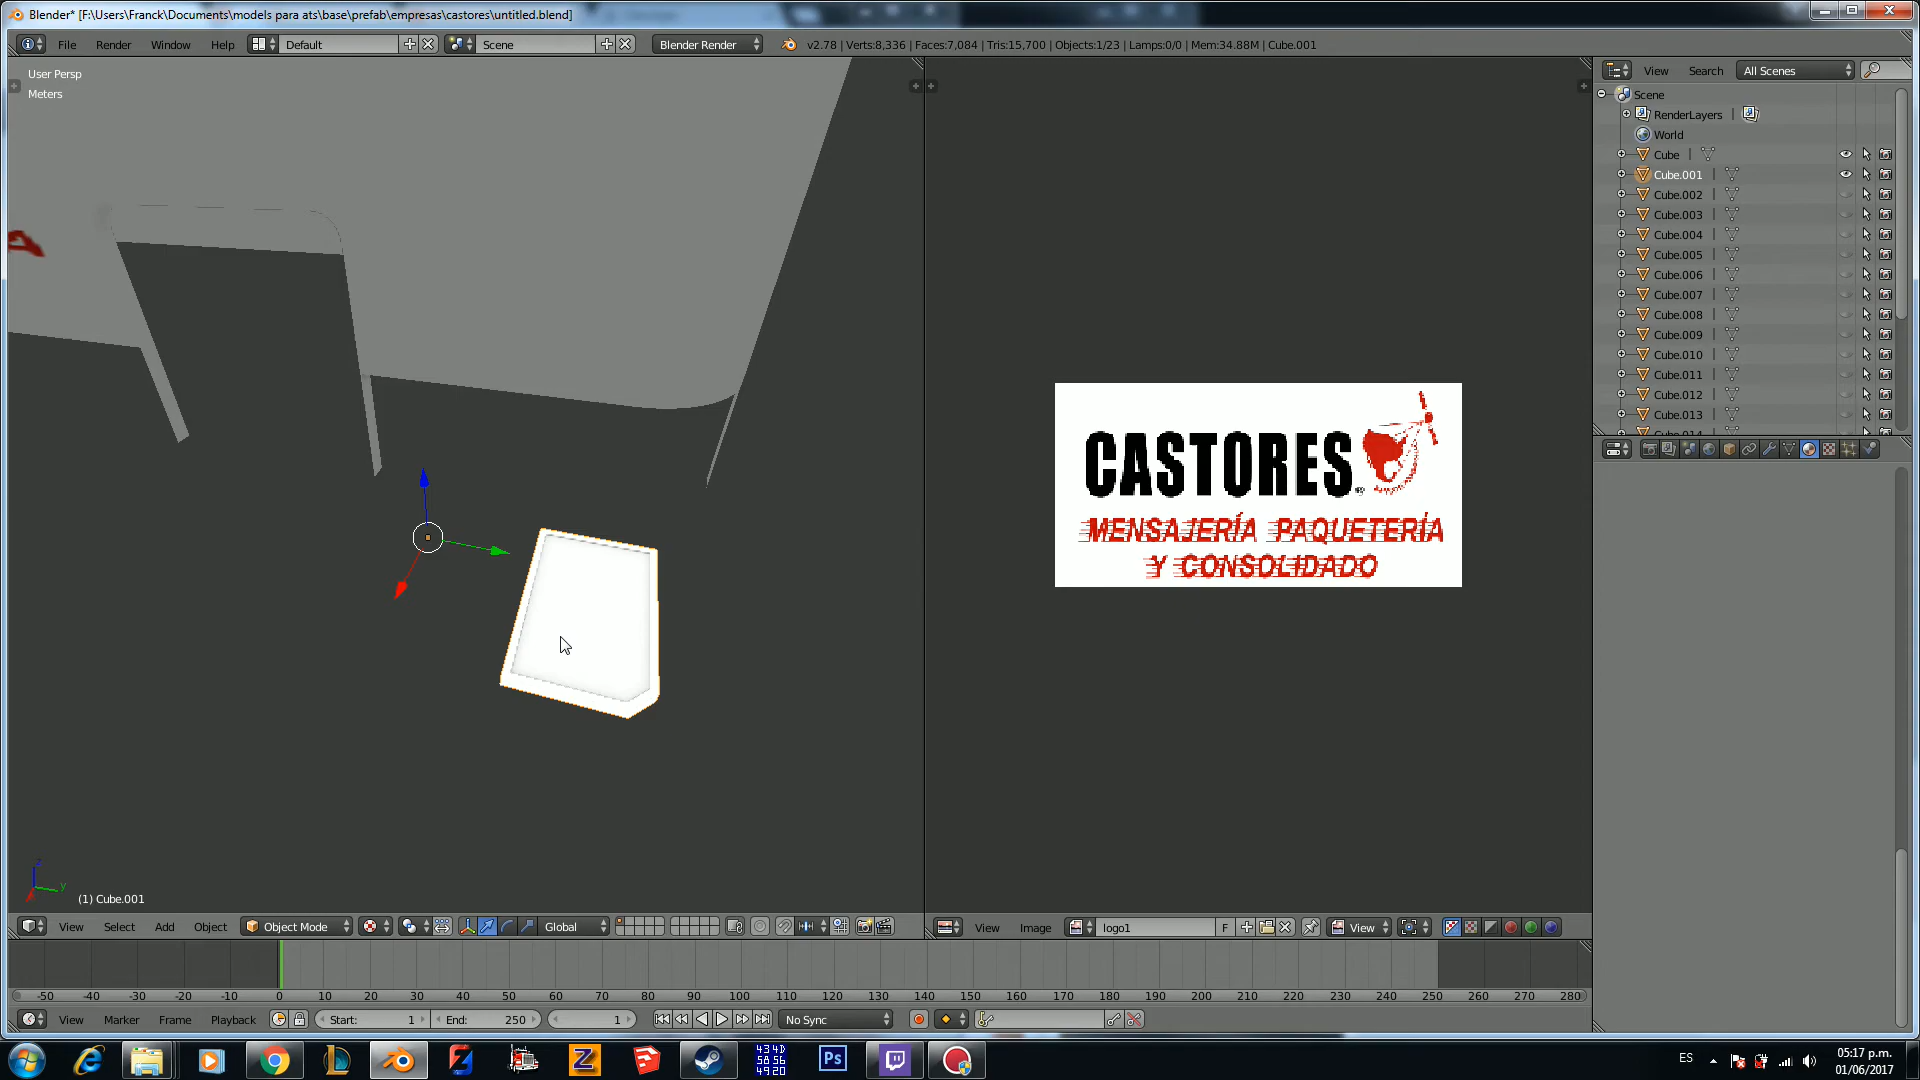 Blender* [F:\Users\Franck\Documents\models para ats\base\prefab\empresas\castores\untitled.blend]
File Render Window Help Default Scene Blender Render v2.78 | Verts:8,336 | Faces:7,084 | Tris:15,700 | Objects:1/23 | Lamps:0/0 | Mem:34.88M | Cube.001
User Persp
Meters
View Search All Scenes
Scene
RenderLayers
World
Cube
Cube.001
Cube.002
Cube.003
Cube.004
Cube.005
Cube.006
Cube.007
Cube.008
Cube.009
Cube.010
Cube.011
Cube.012
Cube.013
CASTORES
MENSAJERÍA PAQUETERÍA
Y CONSOLIDADO
z
y
(1) Cube.001
View Select Add Object Object Mode Global
View Image logo1 F View
-50 -40 -30 -20 -10 0 10 20 30 40 50 60 70 80 90 100 110 120 130 140 150 160 170 180 190 200 210 220 230 240 250 260 270 280
View Marker Frame Playback Start: 1 End: 250 1 No Sync
434D
5856
4920
Ps
ES
05:17 p.m.
01/06/2017